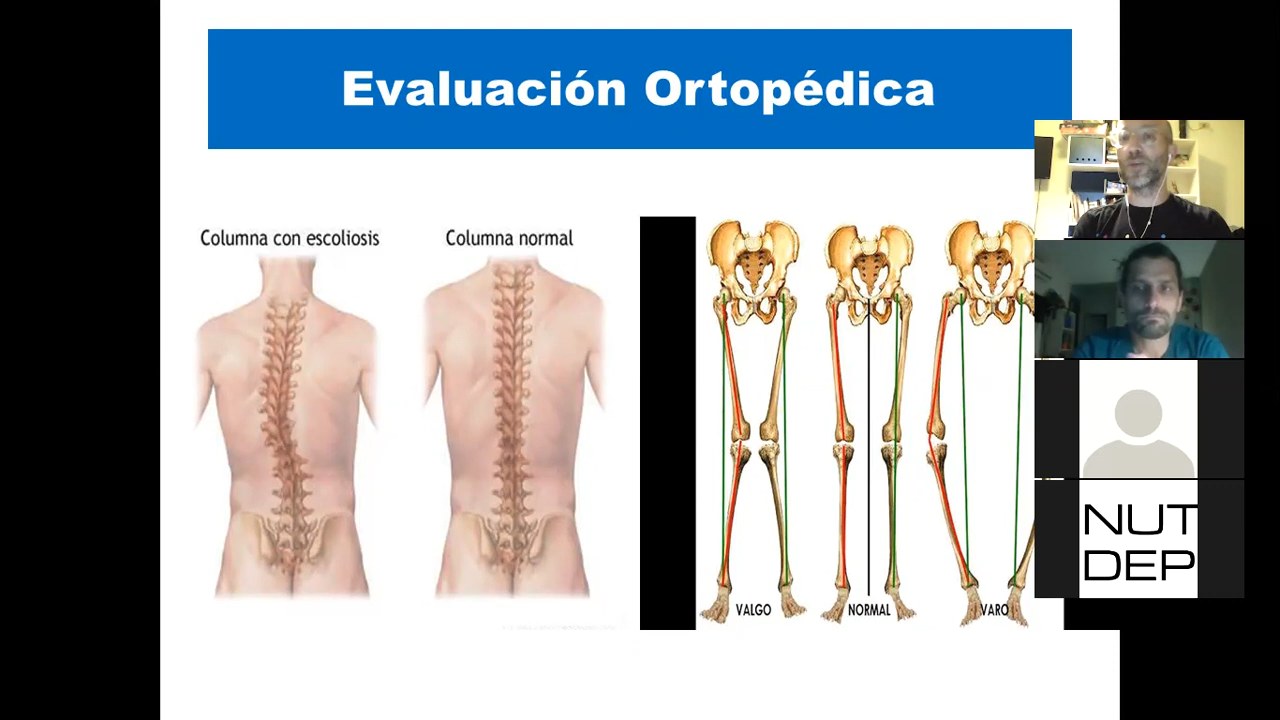 Evaluación Ortopédica
Columna con escoliosis
Columna normal
VALGO
NORMAL
VARO
NUT
DEP